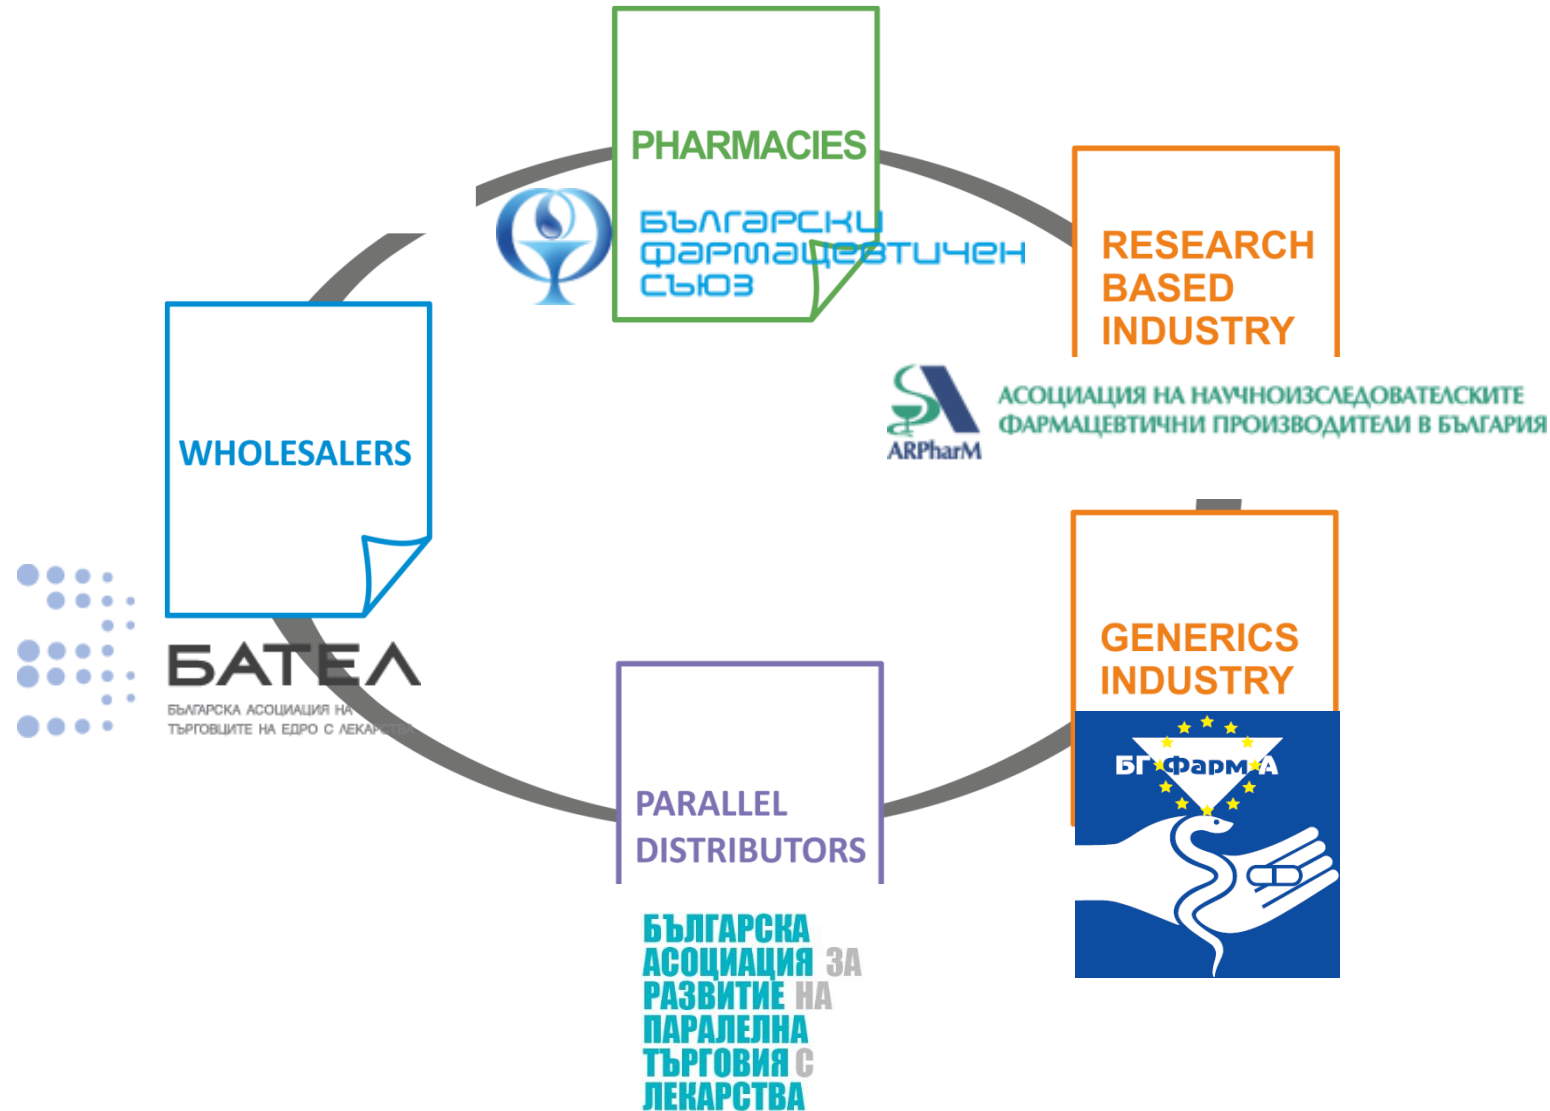 PHARMACIES
БЪЛГАРСКИ
ФАРМАЦЕВТИЧЕН
СЪЮЗ
RESEARCH
BASED
INDUSTRY
ARPharM
АСОЦИАЦИЯ НА НАУЧНОИЗСЛЕДОВАТЕЛСКИТЕ
ФАРМАЦЕВТИЧНИ ПРОИЗВОДИТЕЛИ В БЪЛГАРИЯ
WHOLESALERS
БАТЕЛ
БЪЛГАРСКА АСОЦИАЦИЯ НА
ТЪРГОВЦИТЕ НА ЕДРО С ЛЕКАРСТВА
GENERICS
INDUSTRY
БГ Фарм А
PARALLEL
DISTRIBUTORS
БЪЛГАРСКА
АСОЦИАЦИЯ ЗА
РАЗВИТИЕ НА
ПАРАЛЕЛНА
ТЪРГОВИЯ С
ЛЕКАРСТВА